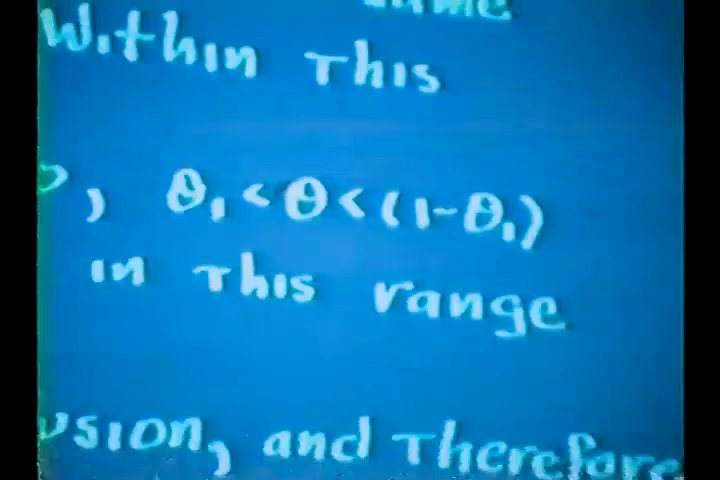 Within This
, θ₁ < θ < (1-θ₁)
in this range
usion, and Therefore